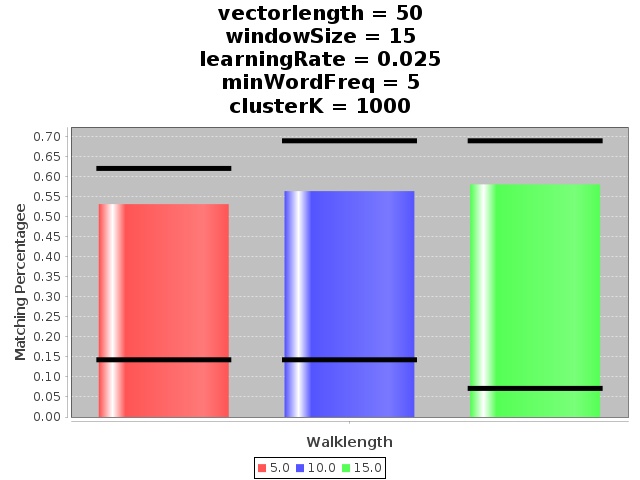 vectorlength = 50
windowSize = 15
learningRate = 0.025
minWordFreq = 5
clusterK = 1000
0.70
0.65
0.60
0.55
0.50
0.45
0.40
0.35
0.30
0.25
0.20
0.15
0.10
0.05
0.00
Matching Percentagee
Walklength
5.0 10.0 15.0